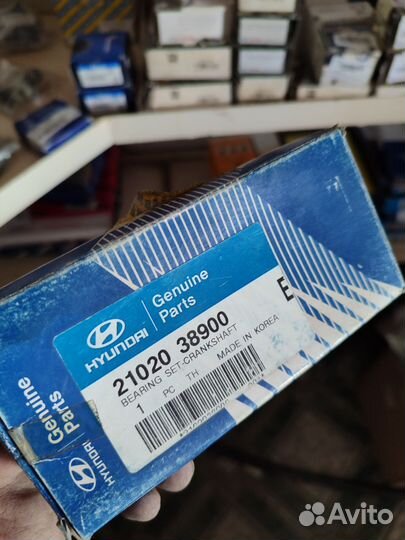 HYUNDAI
Genuine
Parts
21020 38900
BEARING SET-CRANKSHAFT
1 PC TH MADE IN KOREA
E
Genuine
Parts
HYUNDAI
Avito